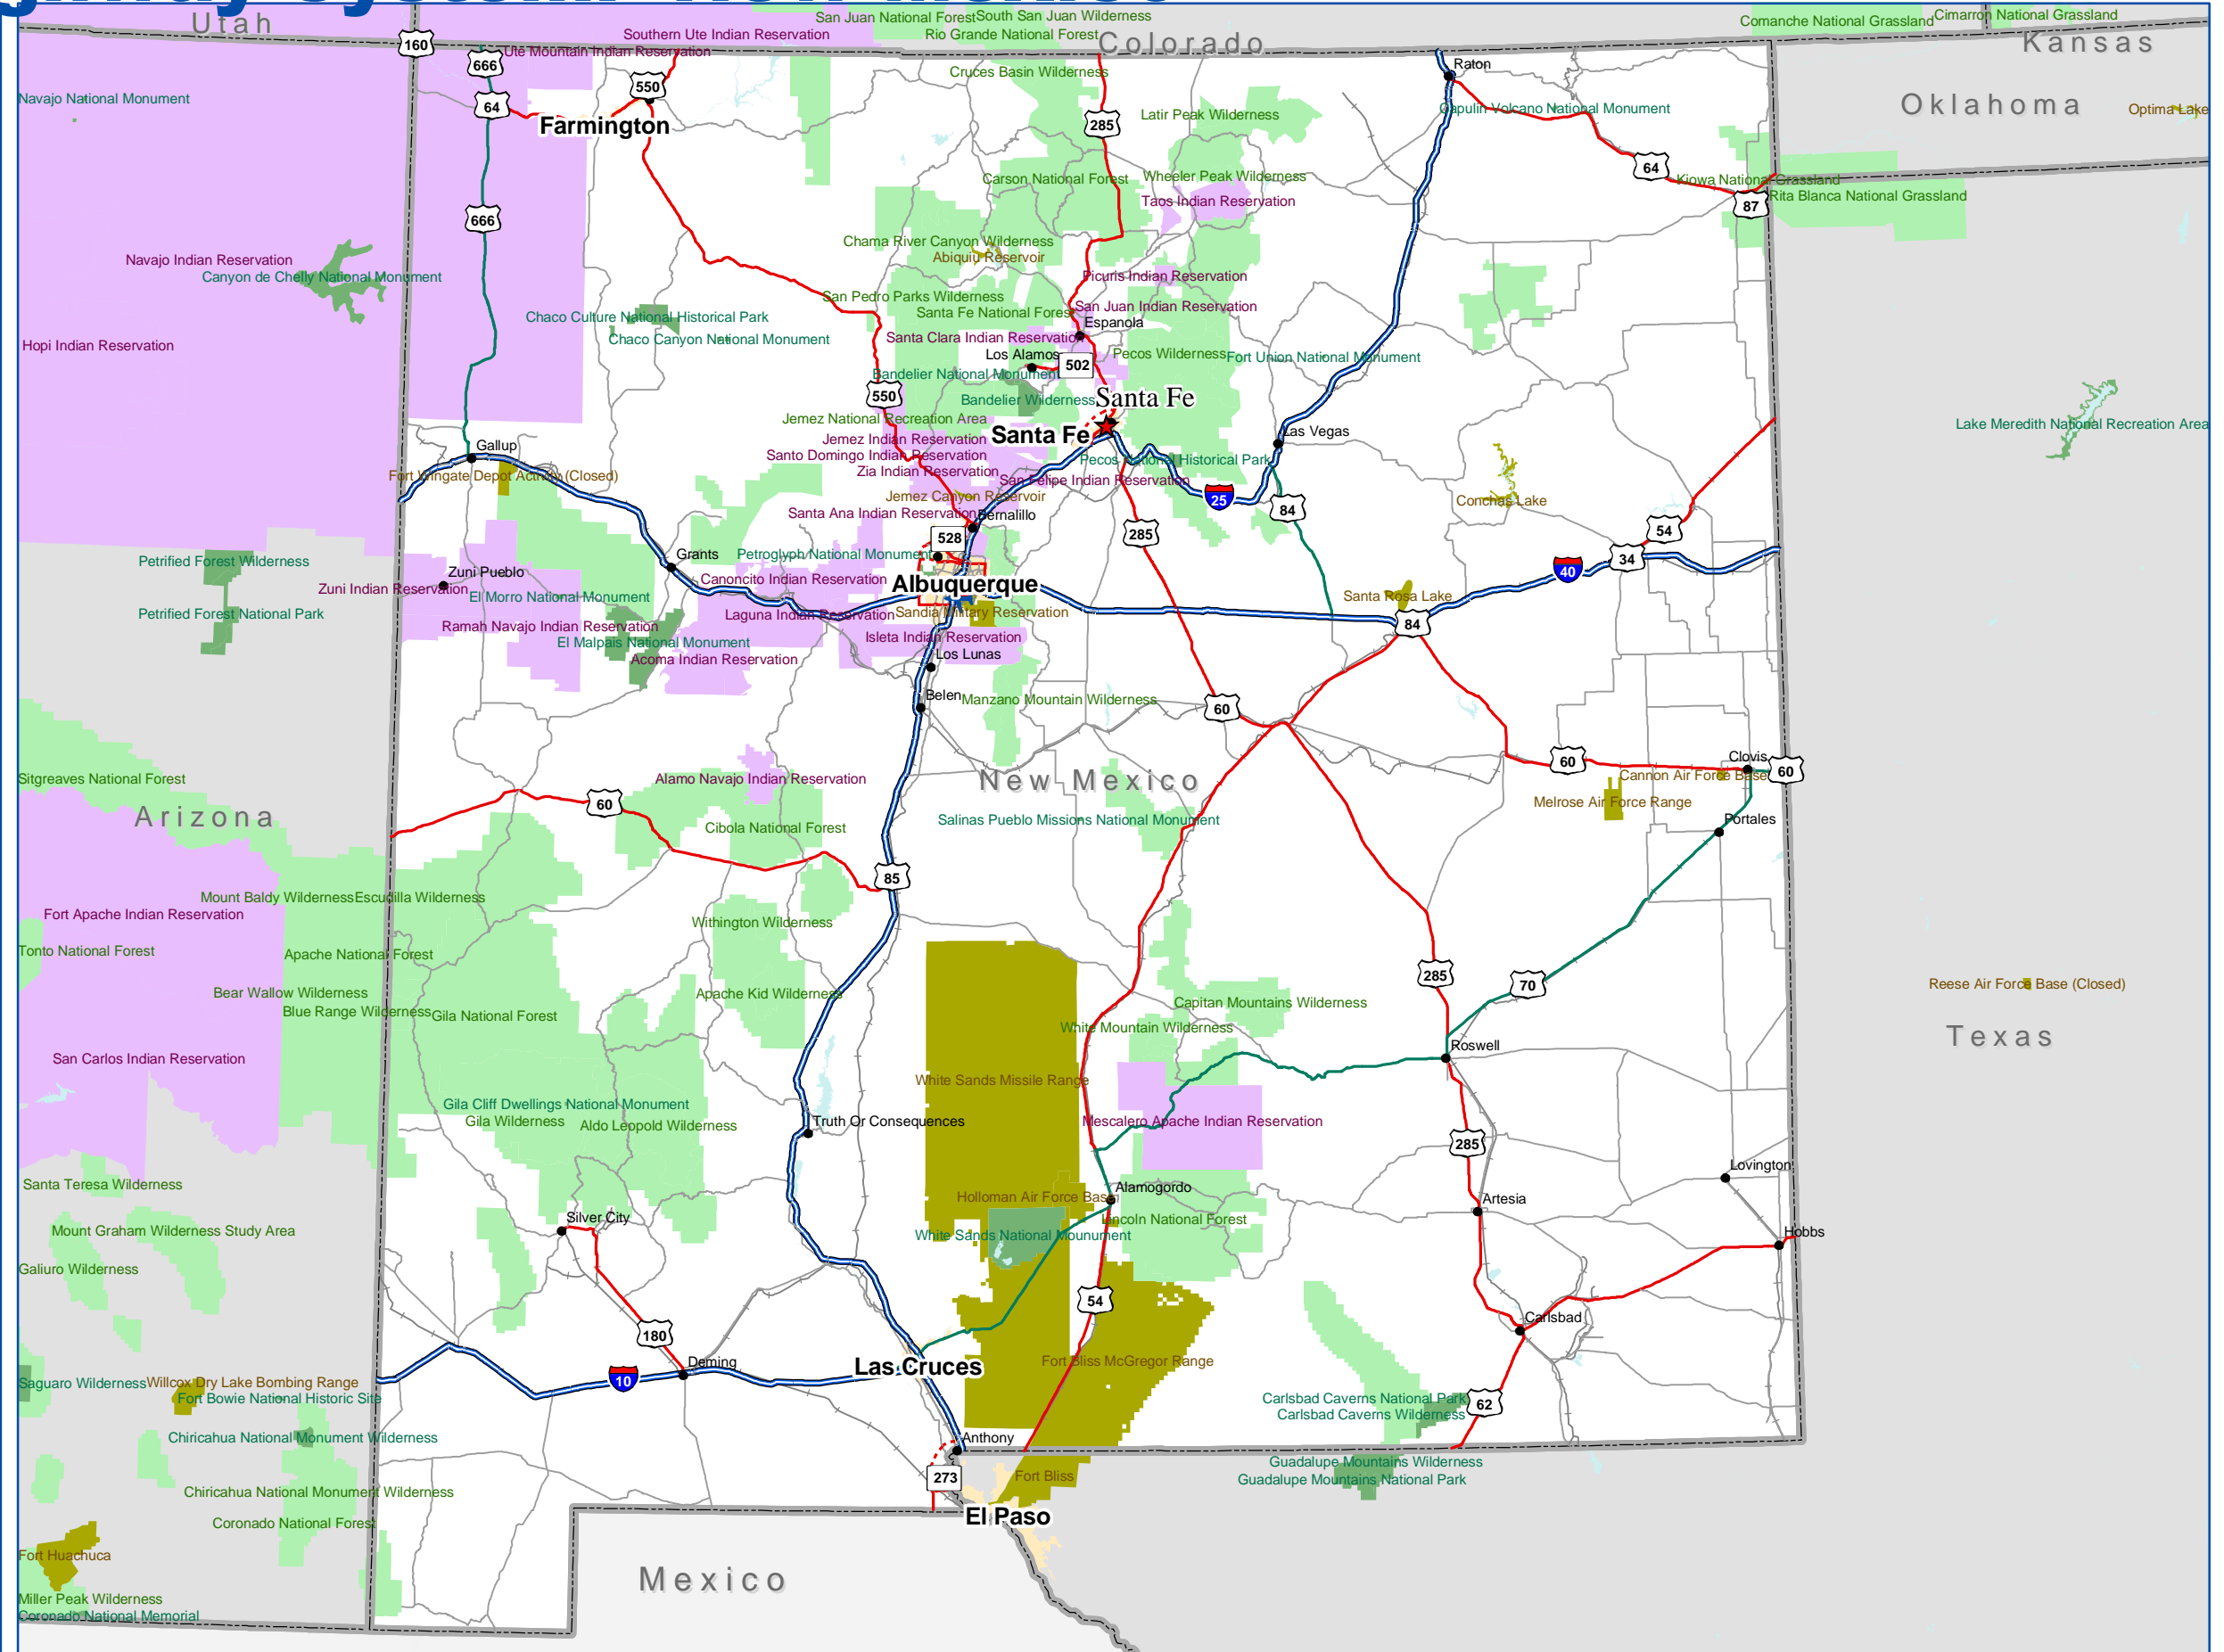 Utah
San Juan National Forest
South San Juan Wilderness
Comanche National Grassland
Cimarron National Grassland
Southern Ute Indian Reservation
Rio Grande National Forest
Colorado
Kansas
160
Ute Mountain Indian Reservation
666
Raton
Cruces Basin Wilderness
550
Navajo National Monument
64
Capulin Volcano National Monument
Oklahoma
Optima Lake
Farmington
285
Latir Peak Wilderness
64
Carson National Forest
Wheeler Peak Wilderness
Kiowa National Grassland
Rita Blanca National Grassland
Taos Indian Reservation
87
666
Chama River Canyon Wilderness
Abiquiu Reservoir
Navajo Indian Reservation
Canyon de Chelly National Monument
Picuris Indian Reservation
San Pedro Parks Wilderness
San Juan Indian Reservation
Santa Fe National Forest
Chaco Culture National Historical Park
Espanola
Chaco Canyon National Monument
Santa Clara Indian Reservation
Hopi Indian Reservation
Los Alamos
Pecos Wilderness
Fort Union National Monument
502
Bandelier National Monument
550
Bandelier Wilderness
Santa Fe
Jemez National Recreation Area
Lake Meredith National Recreation Area
Santa Fe
Las Vegas
Jemez Indian Reservation
Gallup
Santo Domingo Indian Reservation
Pecos National Historical Park
Zia Indian Reservation
Fort Wingate Depot Activity (Closed)
San Felipe Indian Reservation
Jemez Canyon Reservoir
25
Conchas Lake
84
Santa Ana Indian Reservation
Bernalillo
528
285
54
Grants
Petroglyph National Monument
34
Petrified Forest Wilderness
40
Zuni Pueblo
Canoncito Indian Reservation
Albuquerque
Zuni Indian Reservation
El Morro National Monument
Santa Rosa Lake
Petrified Forest National Park
Laguna Indian Reservation
Sandia Military Reservation
84
Ramah Navajo Indian Reservation
Isleta Indian Reservation
El Malpais National Monument
Los Lunas
Acoma Indian Reservation
Belen
Manzano Mountain Wilderness
60
Clovis
60
60
Sitgreaves National Forest
Alamo Navajo Indian Reservation
New Mexico
Cannon Air Force Base
60
Melrose Air Force Range
Arizona
Cibola National Forest
Salinas Pueblo Missions National Monument
Portales
85
Mount Baldy Wilderness
Escudilla Wilderness
Fort Apache Indian Reservation
Withington Wilderness
Tonto National Forest
Apache National Forest
285
70
Reese Air Force Base (Closed)
Bear Wallow Wilderness
Apache Kid Wilderness
Capitan Mountains Wilderness
Blue Range Wilderness
Gila National Forest
White Mountain Wilderness
Texas
Roswell
San Carlos Indian Reservation
White Sands Missile Range
Gila Cliff Dwellings National Monument
Gila Wilderness
Aldo Leopold Wilderness
Truth Or Consequences
Mescalero Apache Indian Reservation
285
Lovington
Santa Teresa Wilderness
Holloman Air Force Base
Alamogordo
Artesia
Silver City
Lincoln National Forest
Mount Graham Wilderness Study Area
White Sands National Mounument
Hobbs
Galiuro Wilderness
54
Carlsbad
180
Deming
Las Cruces
Fort Bliss McGregor Range
10
Saguaro Wilderness
Willcox Dry Lake Bombing Range
Fort Bowie National Historic Site
Carlsbad Caverns National Park
62
Carlsbad Caverns Wilderness
Chiricahua National Monument Wilderness
Anthony
Guadalupe Mountains Wilderness
273
Fort Bliss
Guadalupe Mountains National Park
Chiricahua National Monument Wilderness
El Paso
Coronado National Forest
Fort Huachuca
Mexico
Miller Peak Wilderness
Coronado National Memorial